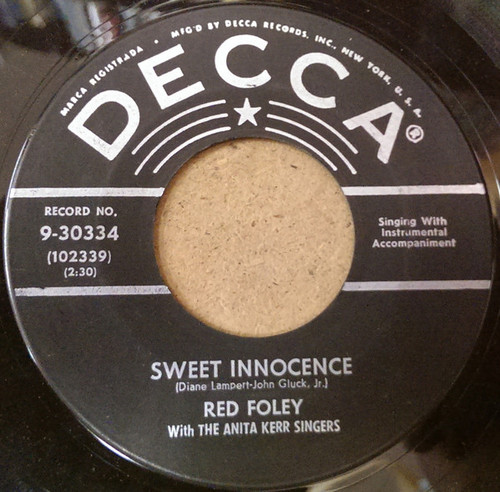 MARCA REGISTRADA • MFG'D BY DECCA RECORDS, INC., NEW YORK, U. S. A.
DECCA®
RECORD NO.
9-30334
(102339)
(2:30)
Singing With
Instrumental
Accompaniment
SWEET INNOCENCE
(Diane Lampert-John Gluck, Jr.)
RED FOLEY
With THE ANITA KERR SINGERS